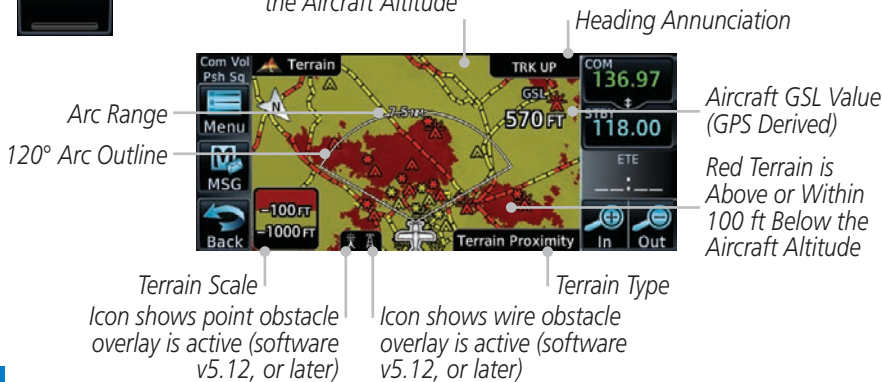 the Aircraft Altitude
Heading Annunciation
Com Vol
Psh Sq
Terrain
TRK UP
COM
136.97
N
GSL
Arc Range
7.5NM
570FT
STBY
118.00
Aircraft GSL Value
(GPS Derived)
Menu
120° Arc Outline
ETE
__:__
MSG
Red Terrain is
Above or Within
100 ft Below the
Aircraft Altitude
-100FT
-1000FT
Back
Terrain Proximity
In
Out
Terrain Scale
Terrain Type
Icon shows point obstacle
overlay is active (software
v5.12, or later)
Icon shows wire obstacle
overlay is active (software
v5.12, or later)